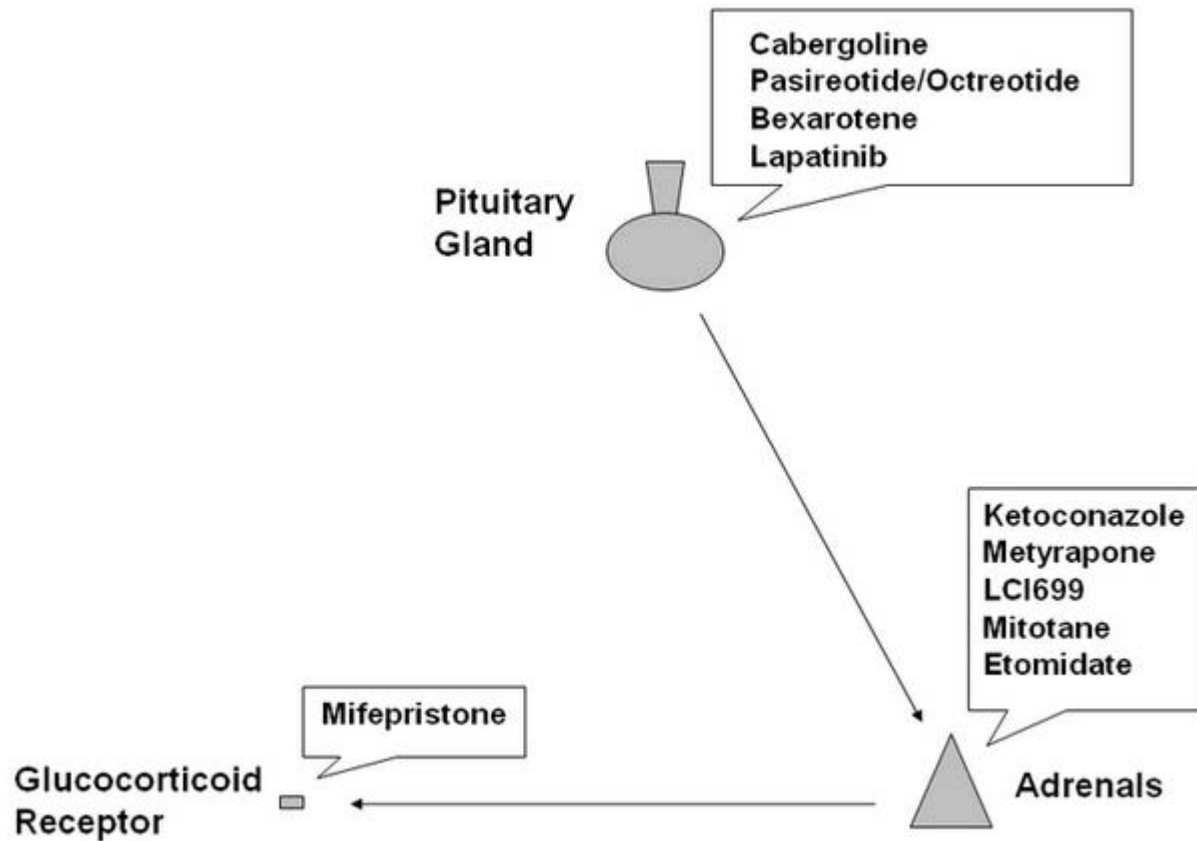 Cabergoline
Pasireotide/Octreotide
Bexarotene
Lapatinib
Pituitary
Gland
Ketoconazole
Metyrapone
LCI699
Mitotane
Etomidate
Mifepristone
Glucocorticoid
Receptor
Adrenals